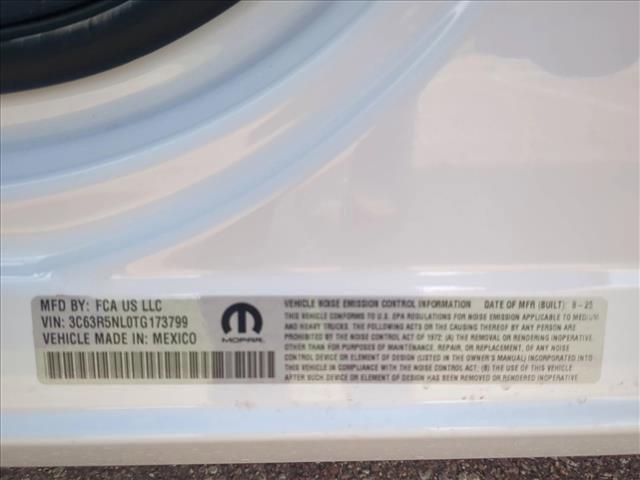 MFD BY: FCA US LLC
VIN: 3C63R5NL0TG173799
VEHICLE MADE IN: MEXICO
MOPAR
VEHICLE NOISE EMISSION CONTROL INFORMATION DATE OF MFR (BUILT): 8-25
THIS VEHICLE CONFORMS TO U.S. EPA REGULATIONS FOR NOISE EMISSION APPLICABLE TO MEDIUM
AND HEAVY TRUCKS. THE FOLLOWING ACTS OR THE CAUSING THEREOF BY ANY PERSON ARE
PROHIBITED BY THE NOISE CONTROL ACT OF 1972: (A) THE REMOVAL OR RENDERING INOPERATIVE,
OTHER THAN FOR PURPOSES OF MAINTENANCE, REPAIR, OR REPLACEMENT, OF ANY NOISE
CONTROL DEVICE OR ELEMENT OF DESIGN (LISTED IN THE OWNER'S MANUAL) INCORPORATED INTO
THIS VEHICLE IN COMPLIANCE WITH THE NOISE CONTROL ACT; (B) THE USE OF THIS VEHICLE
AFTER SUCH DEVICE OR ELEMENT OF DESIGN HAS BEEN REMOVED OR RENDERED INOPERATIVE